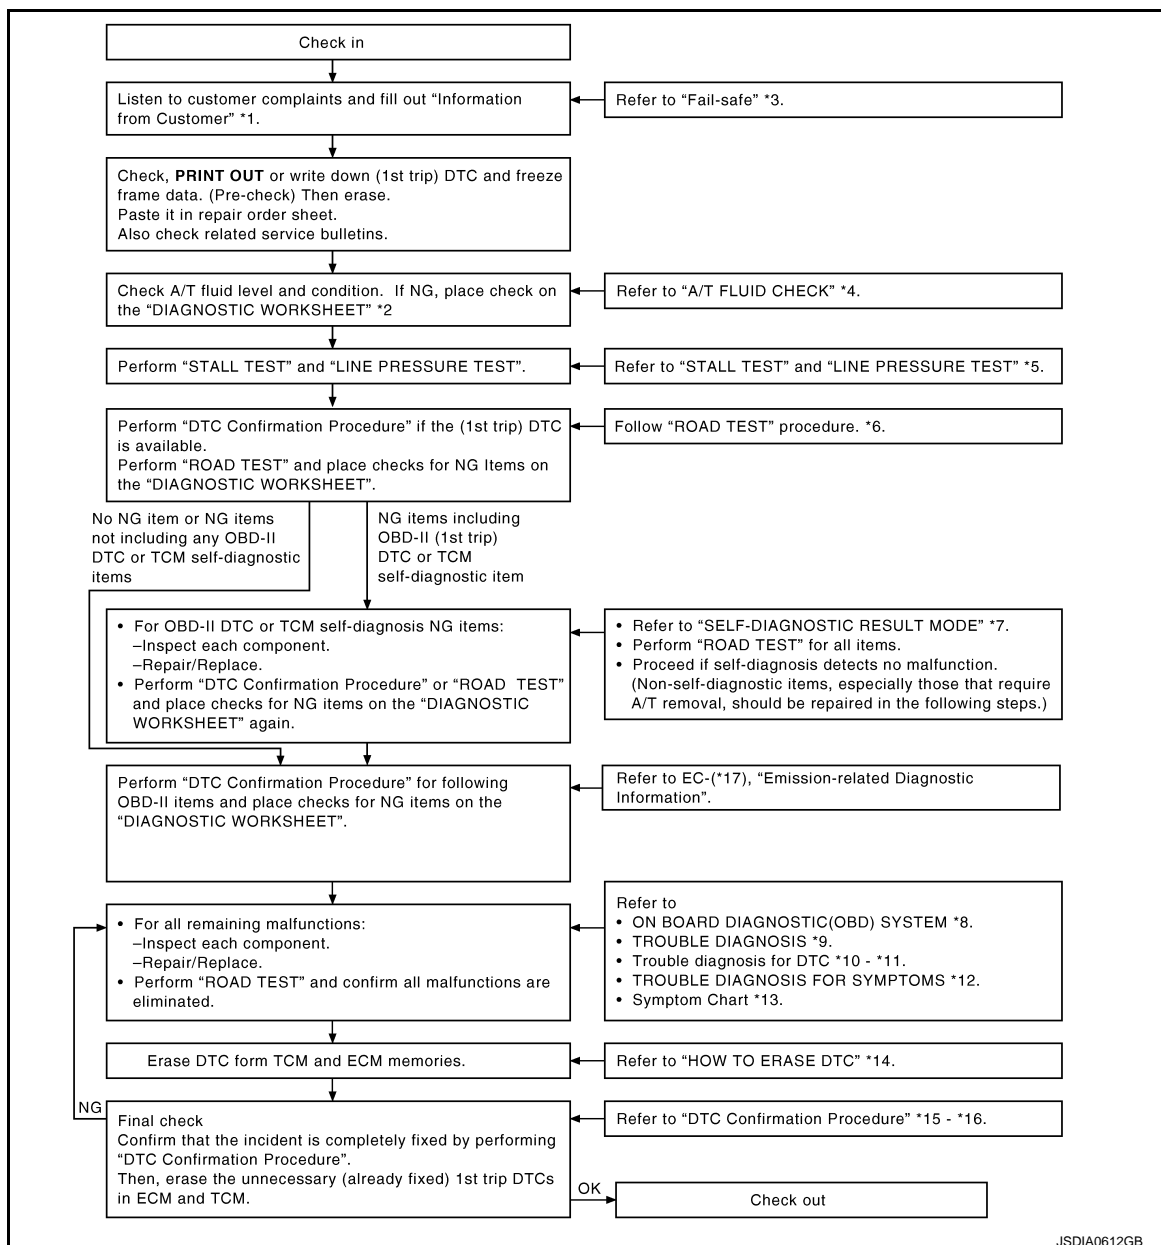 Check in
Listen to customer complaints and fill out “Information
from Customer” *1.
Refer to “Fail-safe” *3.
Check, PRINT OUT or write down (1st trip) DTC and freeze
frame data. (Pre-check) Then erase.
Paste it in repair order sheet.
Also check related service bulletins.
Check A/T fluid level and condition. If NG, place check on
the “DIAGNOSTIC WORKSHEET” *2
Refer to “A/T FLUID CHECK” *4.
Perform “STALL TEST” and “LINE PRESSURE TEST”.
Refer to “STALL TEST” and “LINE PRESSURE TEST” *5.
Perform “DTC Confirmation Procedure” if the (1st trip) DTC
is available.
Perform “ROAD TEST” and place checks for NG Items on
the “DIAGNOSTIC WORKSHEET”.
Follow “ROAD TEST” procedure. *6.
No NG item or NG items
not including any OBD-II
DTC or TCM self-diagnostic
items
NG items including
OBD-II (1st trip)
DTC or TCM
self-diagnostic item
• For OBD-II DTC or TCM self-diagnosis NG items:
–Inspect each component.
–Repair/Replace.
• Perform “DTC Confirmation Procedure” or “ROAD TEST”
and place checks for NG items on the “DIAGNOSTIC
WORKSHEET” again.
• Refer to “SELF-DIAGNOSTIC RESULT MODE” *7.
• Perform “ROAD TEST” for all items.
• Proceed if self-diagnosis detects no malfunction.
(Non-self-diagnostic items, especially those that require
A/T removal, should be repaired in the following steps.)
Perform “DTC Confirmation Procedure” for following
OBD-II items and place checks for NG items on the
“DIAGNOSTIC WORKSHEET”.
Refer to EC-(*17), “Emission-related Diagnostic
Information”.
• For all remaining malfunctions:
–Inspect each component.
–Repair/Replace.
• Perform “ROAD TEST” and confirm all malfunctions are
eliminated.
Refer to
• ON BOARD DIAGNOSTIC(OBD) SYSTEM *8.
• TROUBLE DIAGNOSIS *9.
• Trouble diagnosis for DTC *10 - *11.
• TROUBLE DIAGNOSIS FOR SYMPTOMS *12.
• Symptom Chart *13.
Erase DTC form TCM and ECM memories.
Refer to “HOW TO ERASE DTC” *14.
NG
Final check
Confirm that the incident is completely fixed by performing
“DTC Confirmation Procedure”.
Then, erase the unnecessary (already fixed) 1st trip DTCs
in ECM and TCM.
Refer to “DTC Confirmation Procedure” *15 - *16.
OK
Check out
JSDIA0612GB